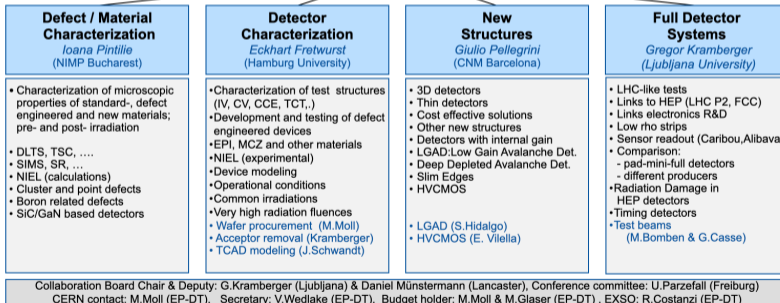 Defect / Material
Characterization
Ioana Pintilie
(NIMP Bucharest)
• Characterization of microscopic
properties of standard-, defect
engineered and new materials;
pre- and post- irradiation
• DLTS, TSC, ....
• SIMS, SR, ...
• NIEL (calculations)
• Cluster and point defects
• Boron related defects
• SiC/GaN based detectors
Detector
Characterization
Eckhart Fretwurst
(Hamburg University)
•Characterization of test structures
(IV, CV, CCE, TCT,.)
•Development and testing of defect
engineered devices
•EPI, MCZ and other materials
•NIEL (experimental)
•Device modeling
•Operational conditions
•Common irradiations
•Very high radiation fluences
• Wafer procurement (M.Moll)
• Acceptor removal (Kramberger)
• TCAD modeling (J.Schwandt)
New
Structures
Giulio Pellegrini
(CNM Barcelona)
• 3D detectors
• Thin detectors
• Cost effective solutions
• Other new structures
• Detectors with internal gain
• LGAD:Low Gain Avalanche Det.
• Deep Depleted Avalanche Det.
• Slim Edges
• HVCMOS
• LGAD (S.Hidalgo)
• HVCMOS (E. Vilella)
Full Detector
Systems
Gregor Kramberger
(Ljubljana University)
• LHC-like tests
• Links to HEP (LHC P2, FCC)
• Links electronics R&D
• Low rho strips
• Sensor readout (Caribou,Alibava
• Comparison:
- pad-mini-full detectors
- different producers
•Radiation Damage in
HEP detectors
•Timing detectors
•Test beams
(M.Bomben & G.Casse)
Collaboration Board Chair & Deputy: G.Kramberger (Ljubljana) & Daniel Münstermann (Lancaster), Conference committee: U.Parzefall (Freiburg)
CERN contact: M.Moll (EP-DT), Secretary: V.Wedlake (EP-DT), Budget holder: M.Moll & M.Glaser (EP-DT) , EXSO: R.Costanzi (EP-DT)